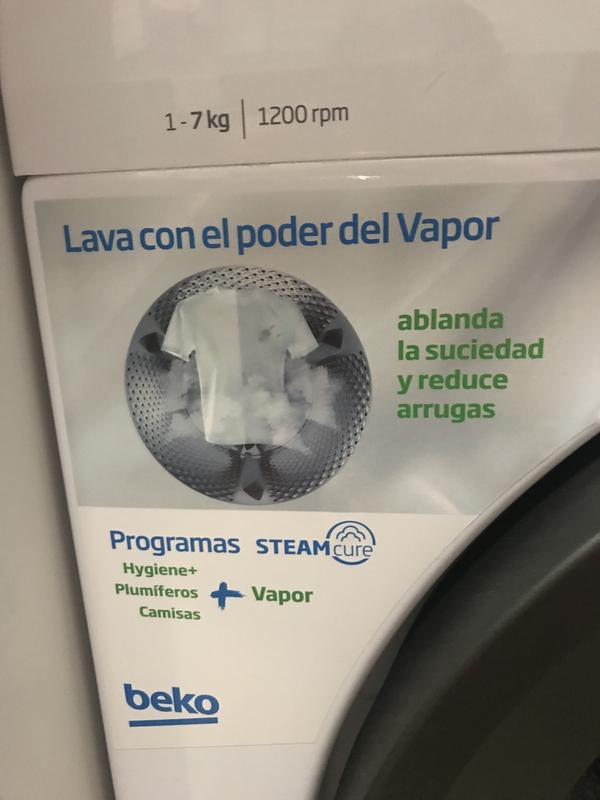 1-7kg | 1200 rpm
Lava con el poder del Vapor
ablanda
la suciedad
y reduce
arrugas
Programas STEAMcure
Hygiene+
Plumíferos + Vapor
Camisas
beko